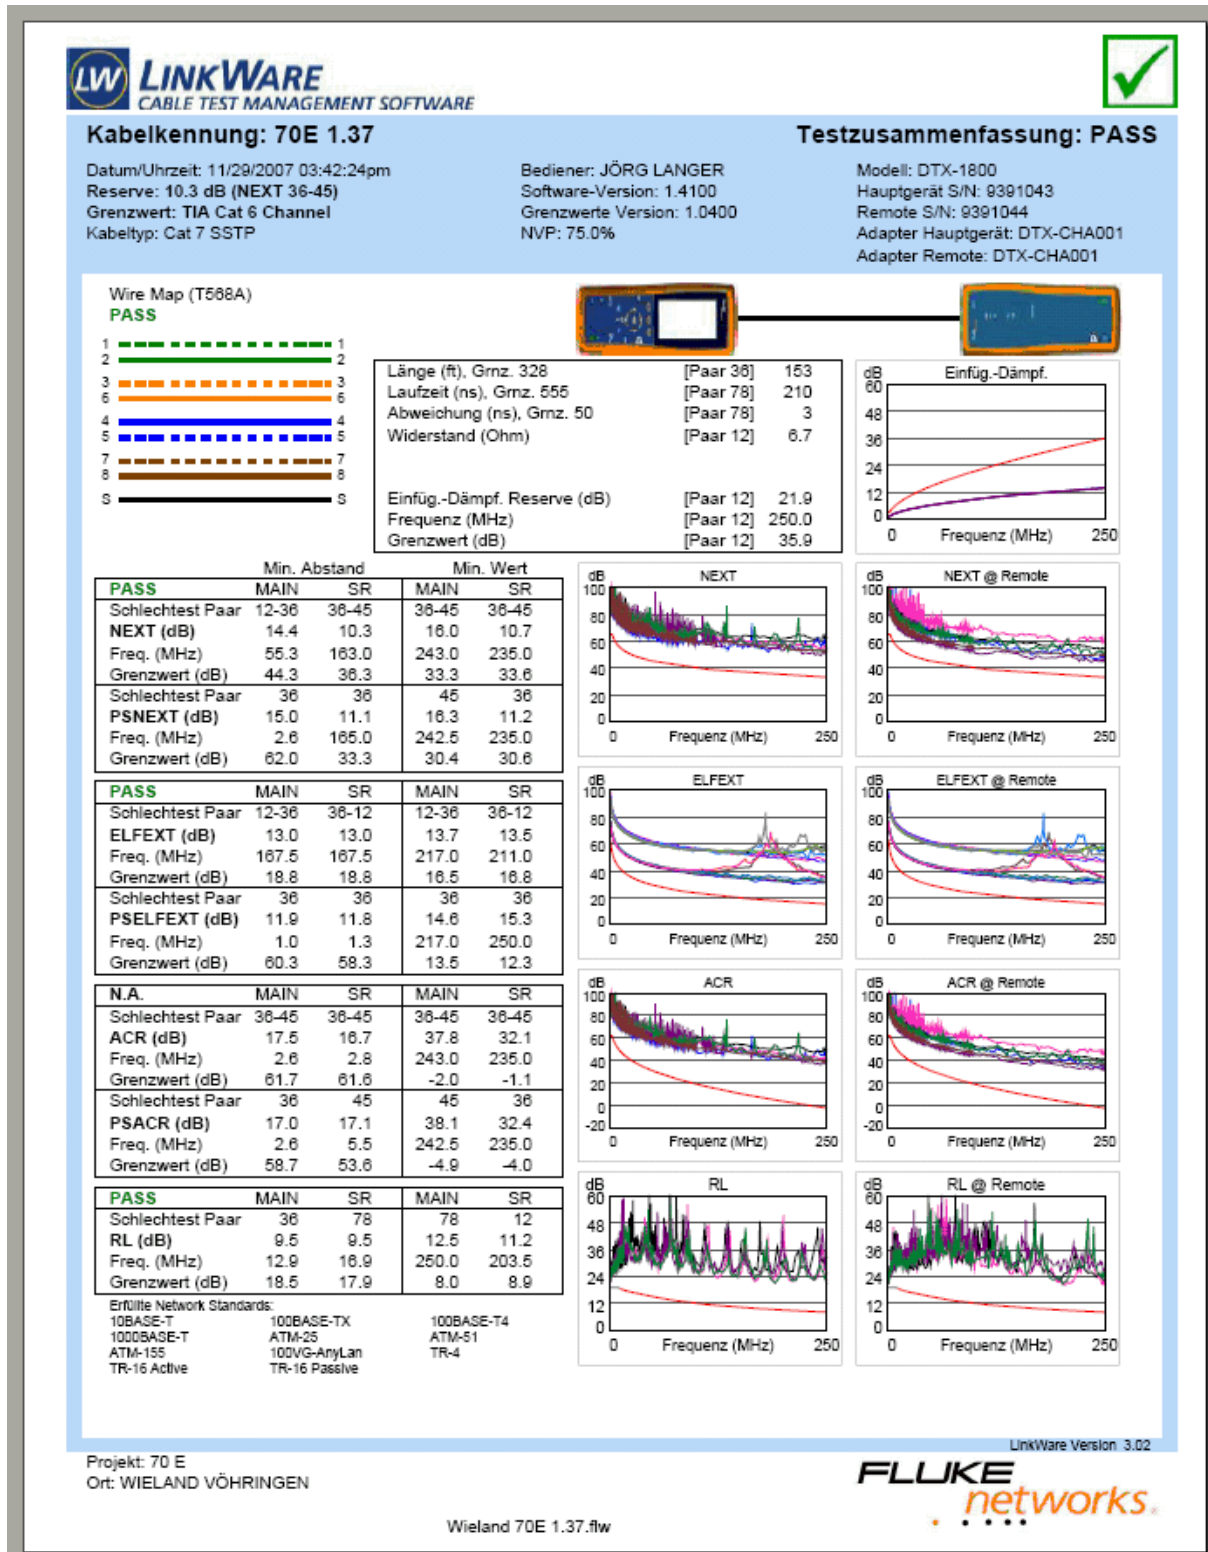 LW LINKWARE
CABLE TEST MANAGEMENT SOFTWARE
Kabelkennung: 70E 1.37
Testzusammenfassung: PASS
Datum/Uhrzeit: 11/29/2007 03:42:24pm
Reserve: 10.3 dB (NEXT 36-45)
Grenzwert: TIA Cat 6 Channel
Kabeltyp: Cat 7 SSTP
Bediener: JÖRG LANGER
Software-Version: 1.4100
Grenzwerte Version: 1.0400
NVP: 75.0%
Modell: DTX-1800
Hauptgerät S/N: 9391043
Remote S/N: 9391044
Adapter Hauptgerät: DTX-CHA001
Adapter Remote: DTX-CHA001
Wire Map (T568A)
PASS
1 1
2 2
3 3
6 6
4 4
5 5
7 7
8 8
S S
Länge (ft), Grnz. 328 [Paar 36] 153
Laufzeit (ns), Grnz. 555 [Paar 78] 210
Abweichung (ns), Grnz. 50 [Paar 78] 3
Widerstand (Ohm) [Paar 12] 6.7
Einfüg.-Dämpf. Reserve (dB) [Paar 12] 21.9
Frequenz (MHz) [Paar 12] 250.0
Grenzwert (dB) [Paar 12] 35.9
dB Einfüg.-Dämpf.
60
48
36
24
12
0
0 Frequenz (MHz) 250
Min. Abstand Min. Wert
PASS MAIN SR MAIN SR
Schlechtest Paar 12-36 36-45 36-45 36-45
NEXT (dB) 14.4 10.3 16.0 10.7
Freq. (MHz) 55.3 163.0 243.0 235.0
Grenzwert (dB) 44.3 36.3 33.3 33.6
Schlechtest Paar 36 36 45 36
PSNEXT (dB) 15.0 11.1 16.3 11.2
Freq. (MHz) 2.6 165.0 242.5 235.0
Grenzwert (dB) 62.0 33.3 30.4 30.6
dB NEXT
100
80
60
40
20
0
0 Frequenz (MHz) 250
dB NEXT @ Remote
100
80
60
40
20
0
0 Frequenz (MHz) 250
PASS MAIN SR MAIN SR
Schlechtest Paar 12-36 36-12 12-36 36-12
ELFEXT (dB) 13.0 13.0 13.7 13.5
Freq. (MHz) 167.5 167.5 217.0 211.0
Grenzwert (dB) 18.8 18.8 16.5 16.8
Schlechtest Paar 36 36 36 36
PSELFEXT (dB) 11.9 11.8 14.6 15.3
Freq. (MHz) 1.0 1.3 217.0 250.0
Grenzwert (dB) 60.3 58.3 13.5 12.3
dB ELFEXT
100
80
60
40
20
0
0 Frequenz (MHz) 250
dB ELFEXT @ Remote
100
80
60
40
20
0
0 Frequenz (MHz) 250
N.A. MAIN SR MAIN SR
Schlechtest Paar 36-45 36-45 36-45 36-45
ACR (dB) 17.5 16.7 37.8 32.1
Freq. (MHz) 2.6 2.8 243.0 235.0
Grenzwert (dB) 61.7 61.6 -2.0 -1.1
Schlechtest Paar 36 45 45 36
PSACR (dB) 17.0 17.1 38.1 32.4
Freq. (MHz) 2.6 5.5 242.5 235.0
Grenzwert (dB) 58.7 53.6 -4.9 -4.0
dB ACR
100
80
60
40
20
0
-20
0 Frequenz (MHz) 250
dB ACR @ Remote
100
80
60
40
20
0
-20
0 Frequenz (MHz) 250
PASS MAIN SR MAIN SR
Schlechtest Paar 36 78 78 12
RL (dB) 9.5 9.5 12.5 11.2
Freq. (MHz) 12.9 16.9 250.0 203.5
Grenzwert (dB) 18.5 17.9 8.0 8.9
dB RL
60
48
36
24
12
0
0 Frequenz (MHz) 250
dB RL @ Remote
60
48
36
24
12
0
0 Frequenz (MHz) 250
Erfüllte Network Standards:
10BASE-T 100BASE-TX 100BASE-T4
1000BASE-T ATM-25 ATM-51
ATM-155 100VG-AnyLan TR-4
TR-16 Active TR-16 Passive
LinkWare Version 3.02
Projekt: 70 E
Ort: WIELAND VÖHRINGEN
FLUKE
networks.
Wieland 70E 1.37.flw